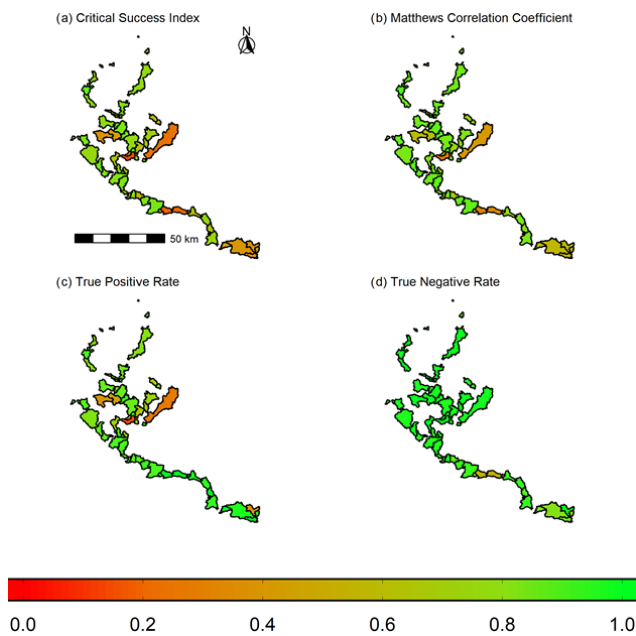 (a) Critical Success Index
(b) Matthews Correlation Coefficient
N
50 km
(c) True Positive Rate
(d) True Negative Rate
0.0 0.2 0.4 0.6 0.8 1.0